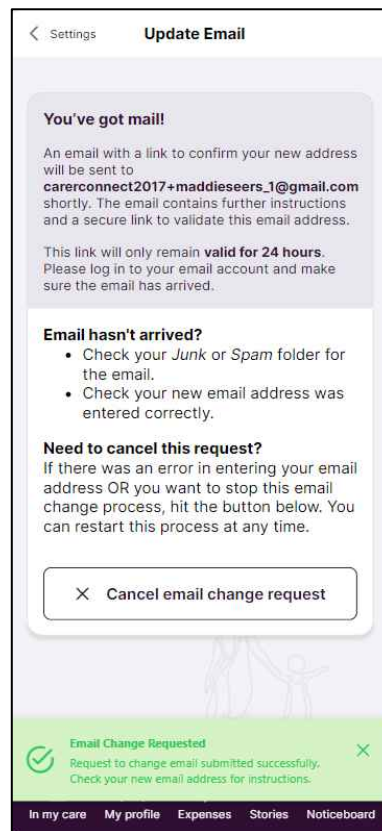 Settings Update Email
You've got mail!
An email with a link to confirm your new address
will be sent to
carerconnect2017+maddieseers_1@gmail.com
shortly. The email contains further instructions
and a secure link to validate this email address.
This link will only remain valid for 24 hours.
Please log in to your email account and make
sure the email has arrived.
Email hasn't arrived?
• Check your Junk or Spam folder for
the email.
• Check your new email address was
entered correctly.
Need to cancel this request?
If there was an error in entering your email
address OR you want to stop this email
change process, hit the button below. You
can restart this process at any time.
Cancel email change request
Email Change Requested
Request to change email submitted successfully.
Check your new email address for instructions.
In my care My profile Expenses Stories Noticeboard